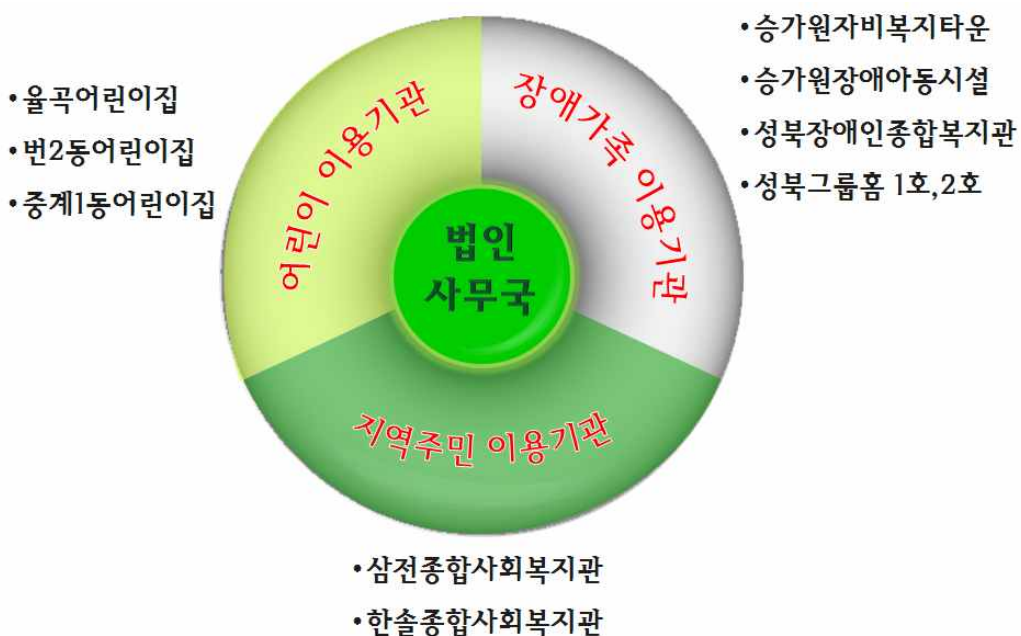 •승가원자비복지타운
•승가원장애아동시설
•성북장애인종합복지관
•성북그룹홈 1호,2호
•율곡어린이집
•번2동어린이집
•중계1동어린이집
어린이 이용기관
장애가족 이용기관
법인
사무국
지역주민 이용기관
•삼전종합사회복지관
•한솔종합사회복지관